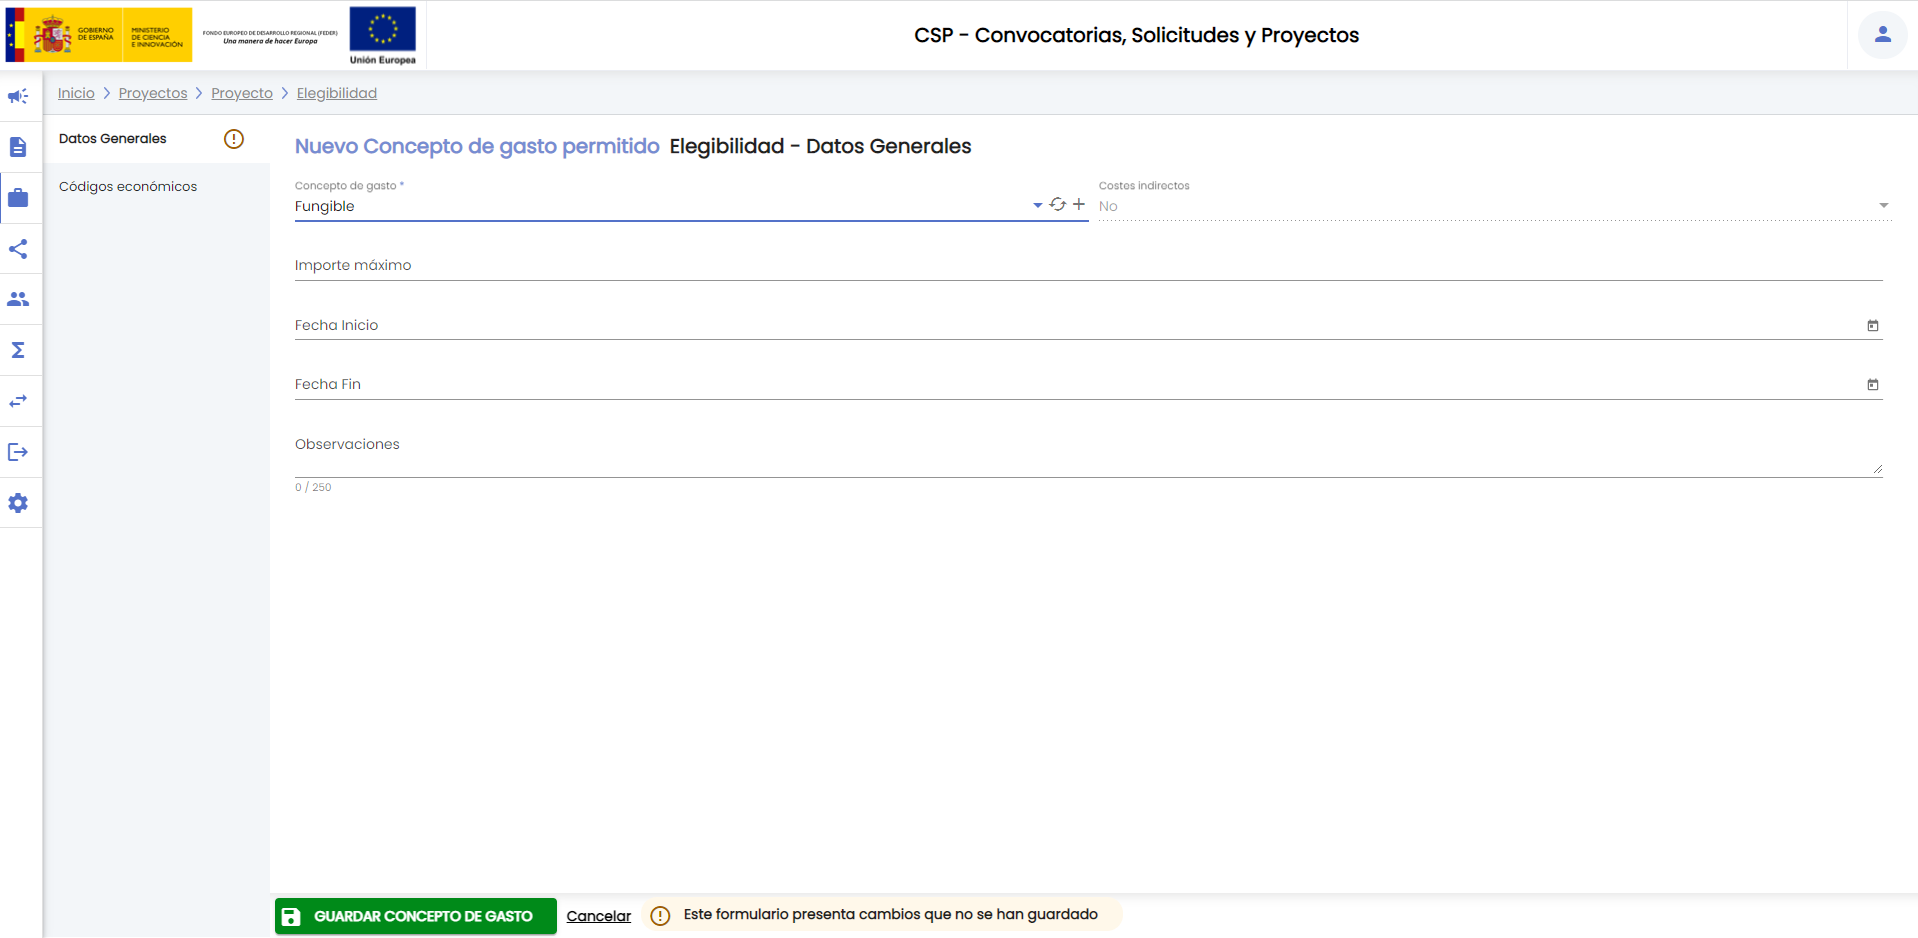 GOBIERNO
DE ESPAÑA
MINISTERIO
DE CIENCIA
E INNOVACIÓN
FONDO EUROPEO DE DESARROLLO REGIONAL (FEDER)
Una manera de hacer Europa
Unión Europea
CSP - Convocatorias, Solicitudes y Proyectos
Inicio > Proyectos > Proyecto > Elegibilidad
Datos Generales
Códigos económicos
Nuevo Concepto de gasto permitido Elegibilidad - Datos Generales
Concepto de gasto *
Fungible
Costes indirectos
No
Importe máximo
Fecha Inicio
Fecha Fin
Observaciones
0 / 250
GUARDAR CONCEPTO DE GASTO
Cancelar
Este formulario presenta cambios que no se han guardado